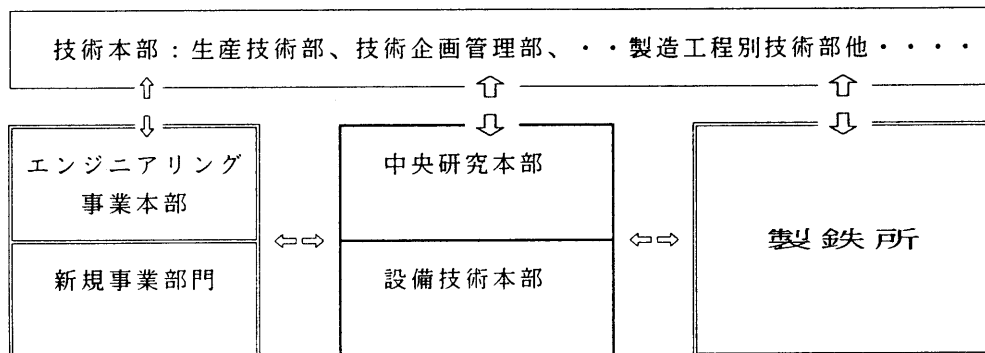 技術本部：生産技術部、技術企画管理部、・・製造工程別技術部他・・・・
エンジニアリング
事業本部
新規事業部門
中央研究本部
設備技術本部
製鉄所